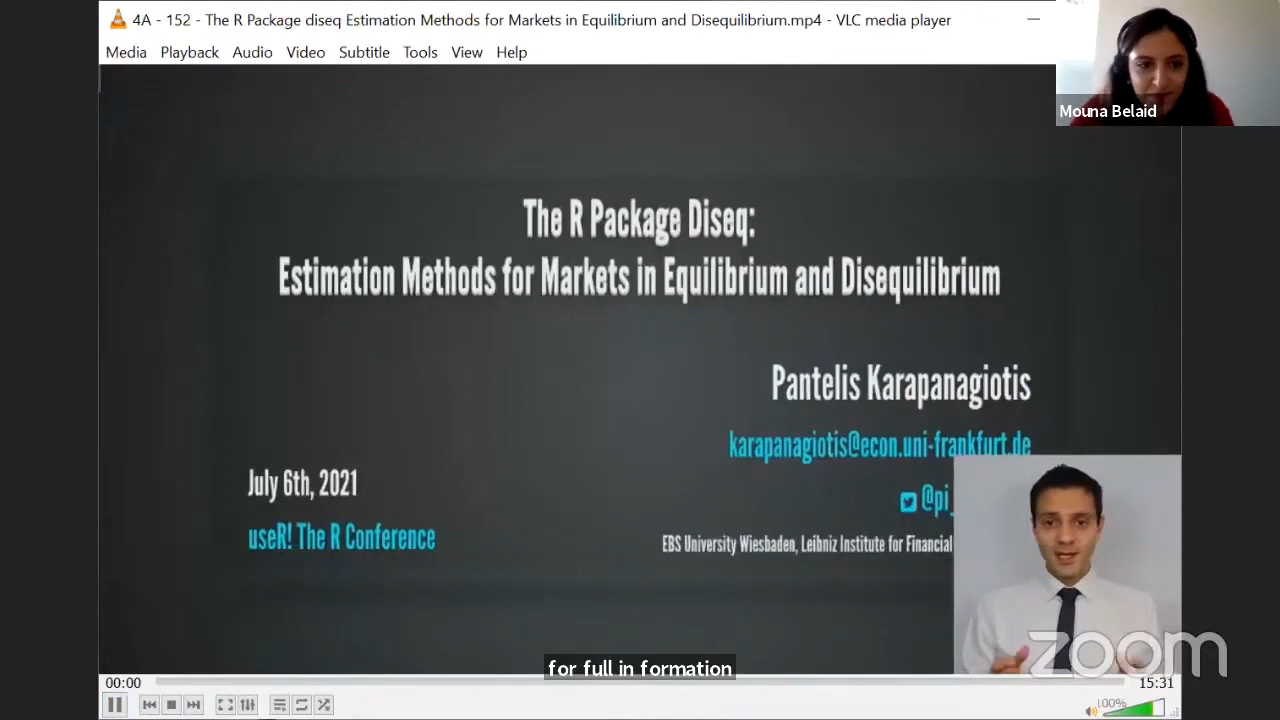 4A - 152 - The R Package diseq Estimation Methods for Markets in Equilibrium and Disequilibrium.mp4 - VLC media player
Media Playback Audio Video Subtitle Tools View Help
Mouna Belaid
The R Package Diseq:
Estimation Methods for Markets in Equilibrium and Disequilibrium
Pantelis Karapanagiotis
karapanagiotis@econ.uni-frankfurt.de
July 6th, 2021
@pi_
useR! The R Conference
EBS University Wiesbaden, Leibniz Institute for Financial
zoom
for full in formation
00:00
15:31
100%